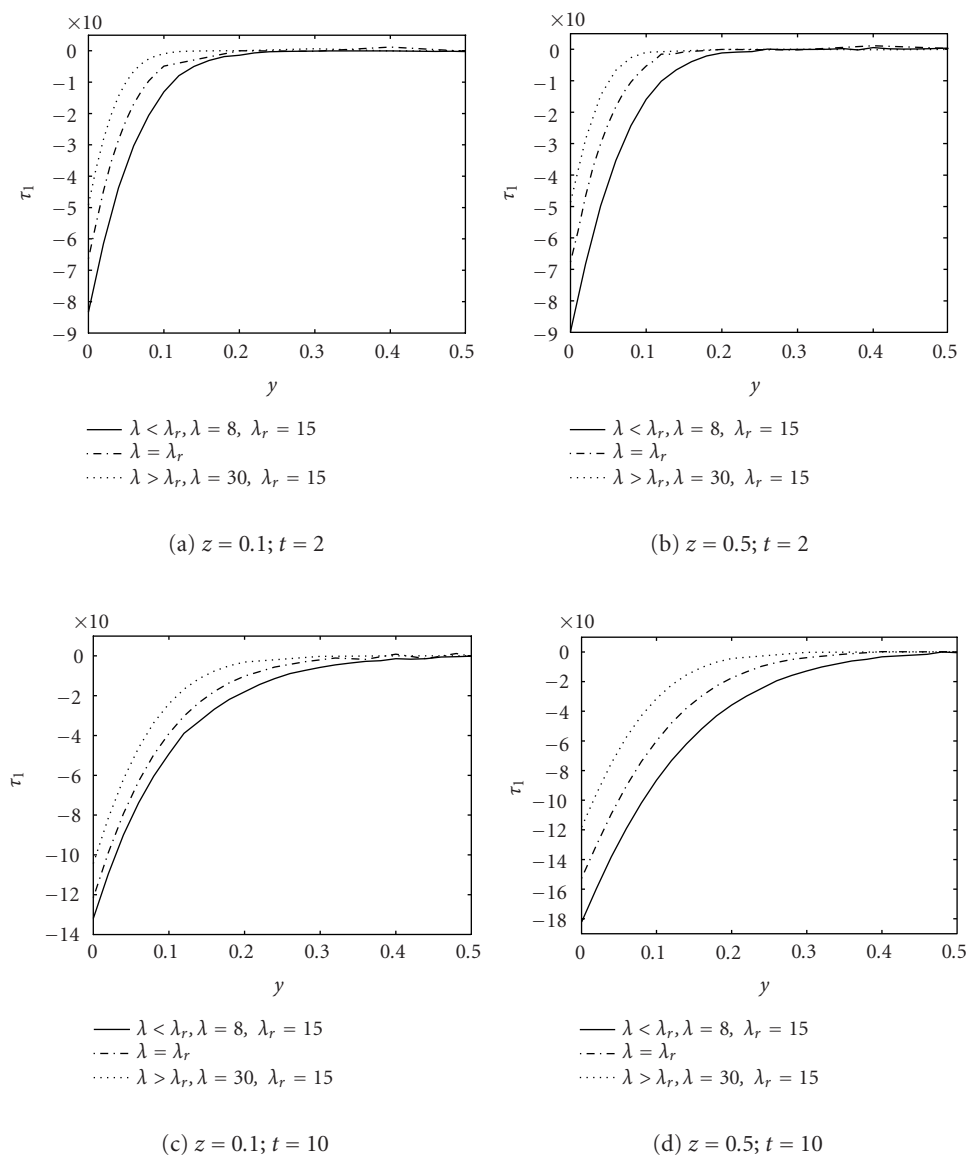 ×10
0
−1
−2
−3
−4
−5
−6
−7
−8
−9
τ1
0 0.1 0.2 0.3 0.4 0.5
y
λ < λr, λ = 8, λr = 15
λ = λr
λ > λr, λ = 30, λr = 15
(a) z = 0.1; t = 2
×10
0
−1
−2
−3
−4
−5
−6
−7
−8
−9
τ1
0 0.1 0.2 0.3 0.4 0.5
y
λ < λr, λ = 8, λr = 15
λ = λr
λ > λr, λ = 30, λr = 15
(b) z = 0.5; t = 2
×10
0
−2
−4
−6
−8
−10
−12
−14
τ1
0 0.1 0.2 0.3 0.4 0.5
y
λ < λr, λ = 8, λr = 15
λ = λr
λ > λr, λ = 30, λr = 15
(c) z = 0.1; t = 10
×10
0
−2
−4
−6
−8
−10
−12
−14
−16
−18
τ1
0 0.1 0.2 0.3 0.4 0.5
y
λ < λr, λ = 8, λr = 15
λ = λr
λ > λr, λ = 30, λr = 15
(d) z = 0.5; t = 10